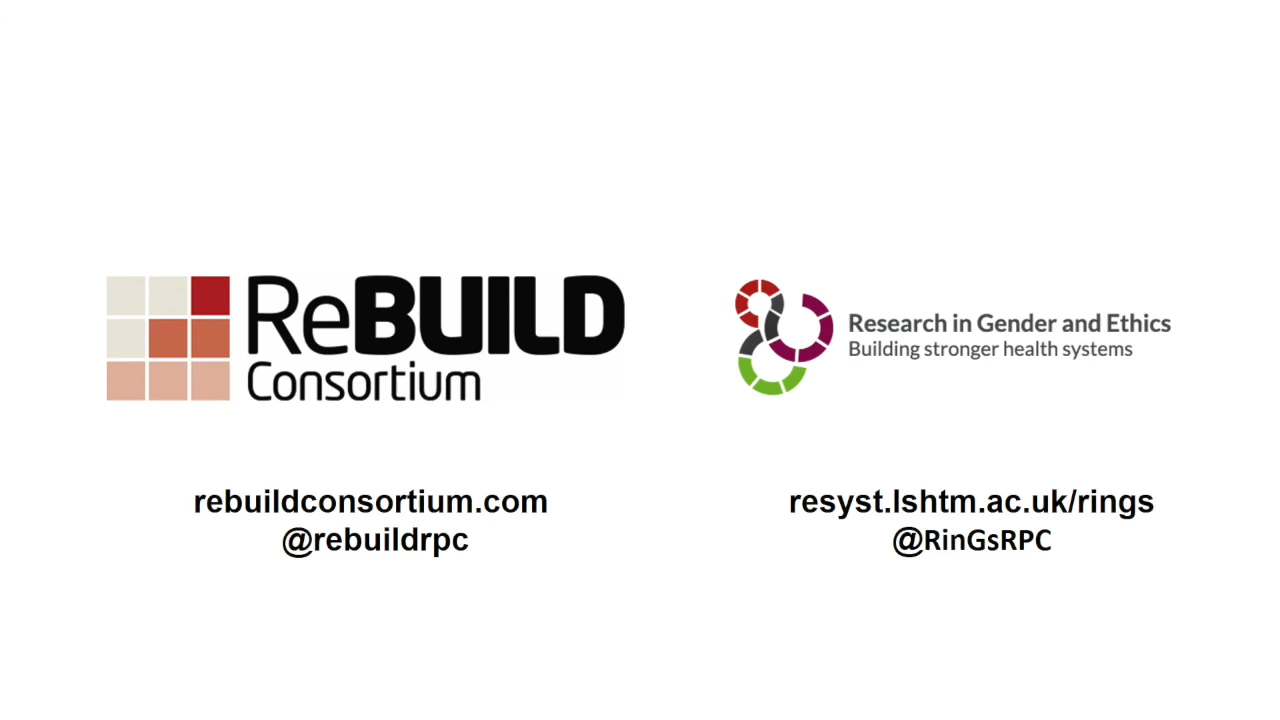 ReBUILD
Consortium
rebuildconsortium.com
@rebuildrpc
Research in Gender and Ethics
Building stronger health systems
resyst.lshtm.ac.uk/rings
@RinGsRPC